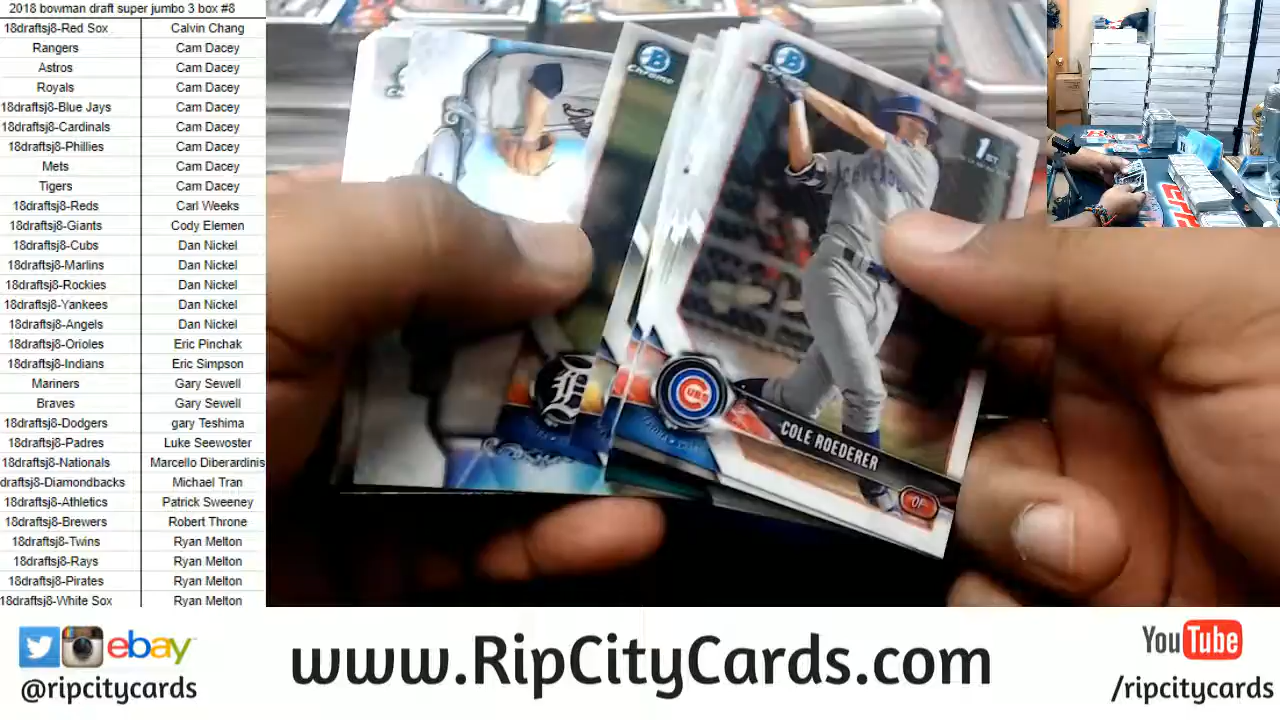 2018 bowman draft super jumbo 3 box #8
18draftsj8-Red Sox Calvin Chang
Rangers Cam Dacey
Astros Cam Dacey
Royals Cam Dacey
18draftsj8-Blue Jays Cam Dacey
18draftsj8-Cardinals Cam Dacey
18draftsj8-Phillies Cam Dacey
Mets Cam Dacey
Tigers Cam Dacey
18draftsj8-Reds Carl Weeks
18draftsj8-Giants Cody Elemen
18draftsj8-Cubs Dan Nickel
18draftsj8-Marlins Dan Nickel
18draftsj8-Rockies Dan Nickel
18draftsj8-Yankees Dan Nickel
18draftsj8-Angels Dan Nickel
18draftsj8-Orioles Eric Pinchak
18draftsj8-Indians Eric Simpson
Mariners Gary Sewell
Braves Gary Sewell
18draftsj8-Dodgers gary Teshima
18draftsj8-Padres Luke Seewoster
18draftsj8-Nationals Marcello Diberardinis
draftsj8-Diamondbacks Michael Tran
18draftsj8-Athletics Patrick Sweeney
18draftsj8-Brewers Robert Throne
18draftsj8-Twins Ryan Melton
18draftsj8-Rays Ryan Melton
18draftsj8-Pirates Ryan Melton
18draftsj8-White Sox Ryan Melton
B
Chrome
B
Chrome
1ST
CHICAGO
CUBS
COLE ROEDERER
OF
ebay
@ripcitycards
www.RipCityCards.com
YouTube
/ripcitycards